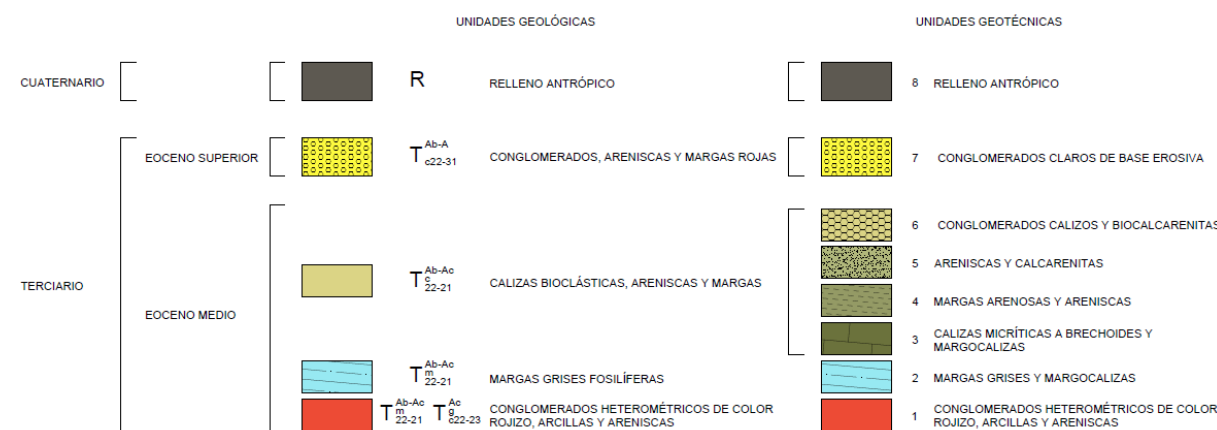 UNIDADES GEOLÓGICAS UNIDADES GEOTÉCNICAS
CUATERNARIO R RELLENO ANTRÓPICO 8 RELLENO ANTRÓPICO
EOCENO SUPERIOR T Ab-A c22-31 CONGLOMERADOS, ARENISCAS Y MARGAS ROJAS 7 CONGLOMERADOS CLAROS DE BASE EROSIVA
6 CONGLOMERADOS CALIZOS Y BIOCALCARENITAS
5 ARENISCAS Y CALCARENITAS
TERCIARIO T Ab-Ac c 22-21 CALIZAS BIOCLÁSTICAS, ARENISCAS Y MARGAS
4 MARGAS ARENOSAS Y ARENISCAS
EOCENO MEDIO
3 CALIZAS MICRÍTICAS A BRECHOIDES Y
MARGOCALIZAS
T Ab-Ac m 22-21 MARGAS GRISES FOSILÍFERAS 2 MARGAS GRISES Y MARGOCALIZAS
T Ab-Ac m 22-21 T Ac g c22-23 CONGLOMERADOS HETEROMÉTRICOS DE COLOR 1 CONGLOMERADOS HETEROMÉTRICOS DE COLOR
ROJIZO, ARCILLAS Y ARENISCAS ROJIZO, ARCILLAS Y ARENISCAS